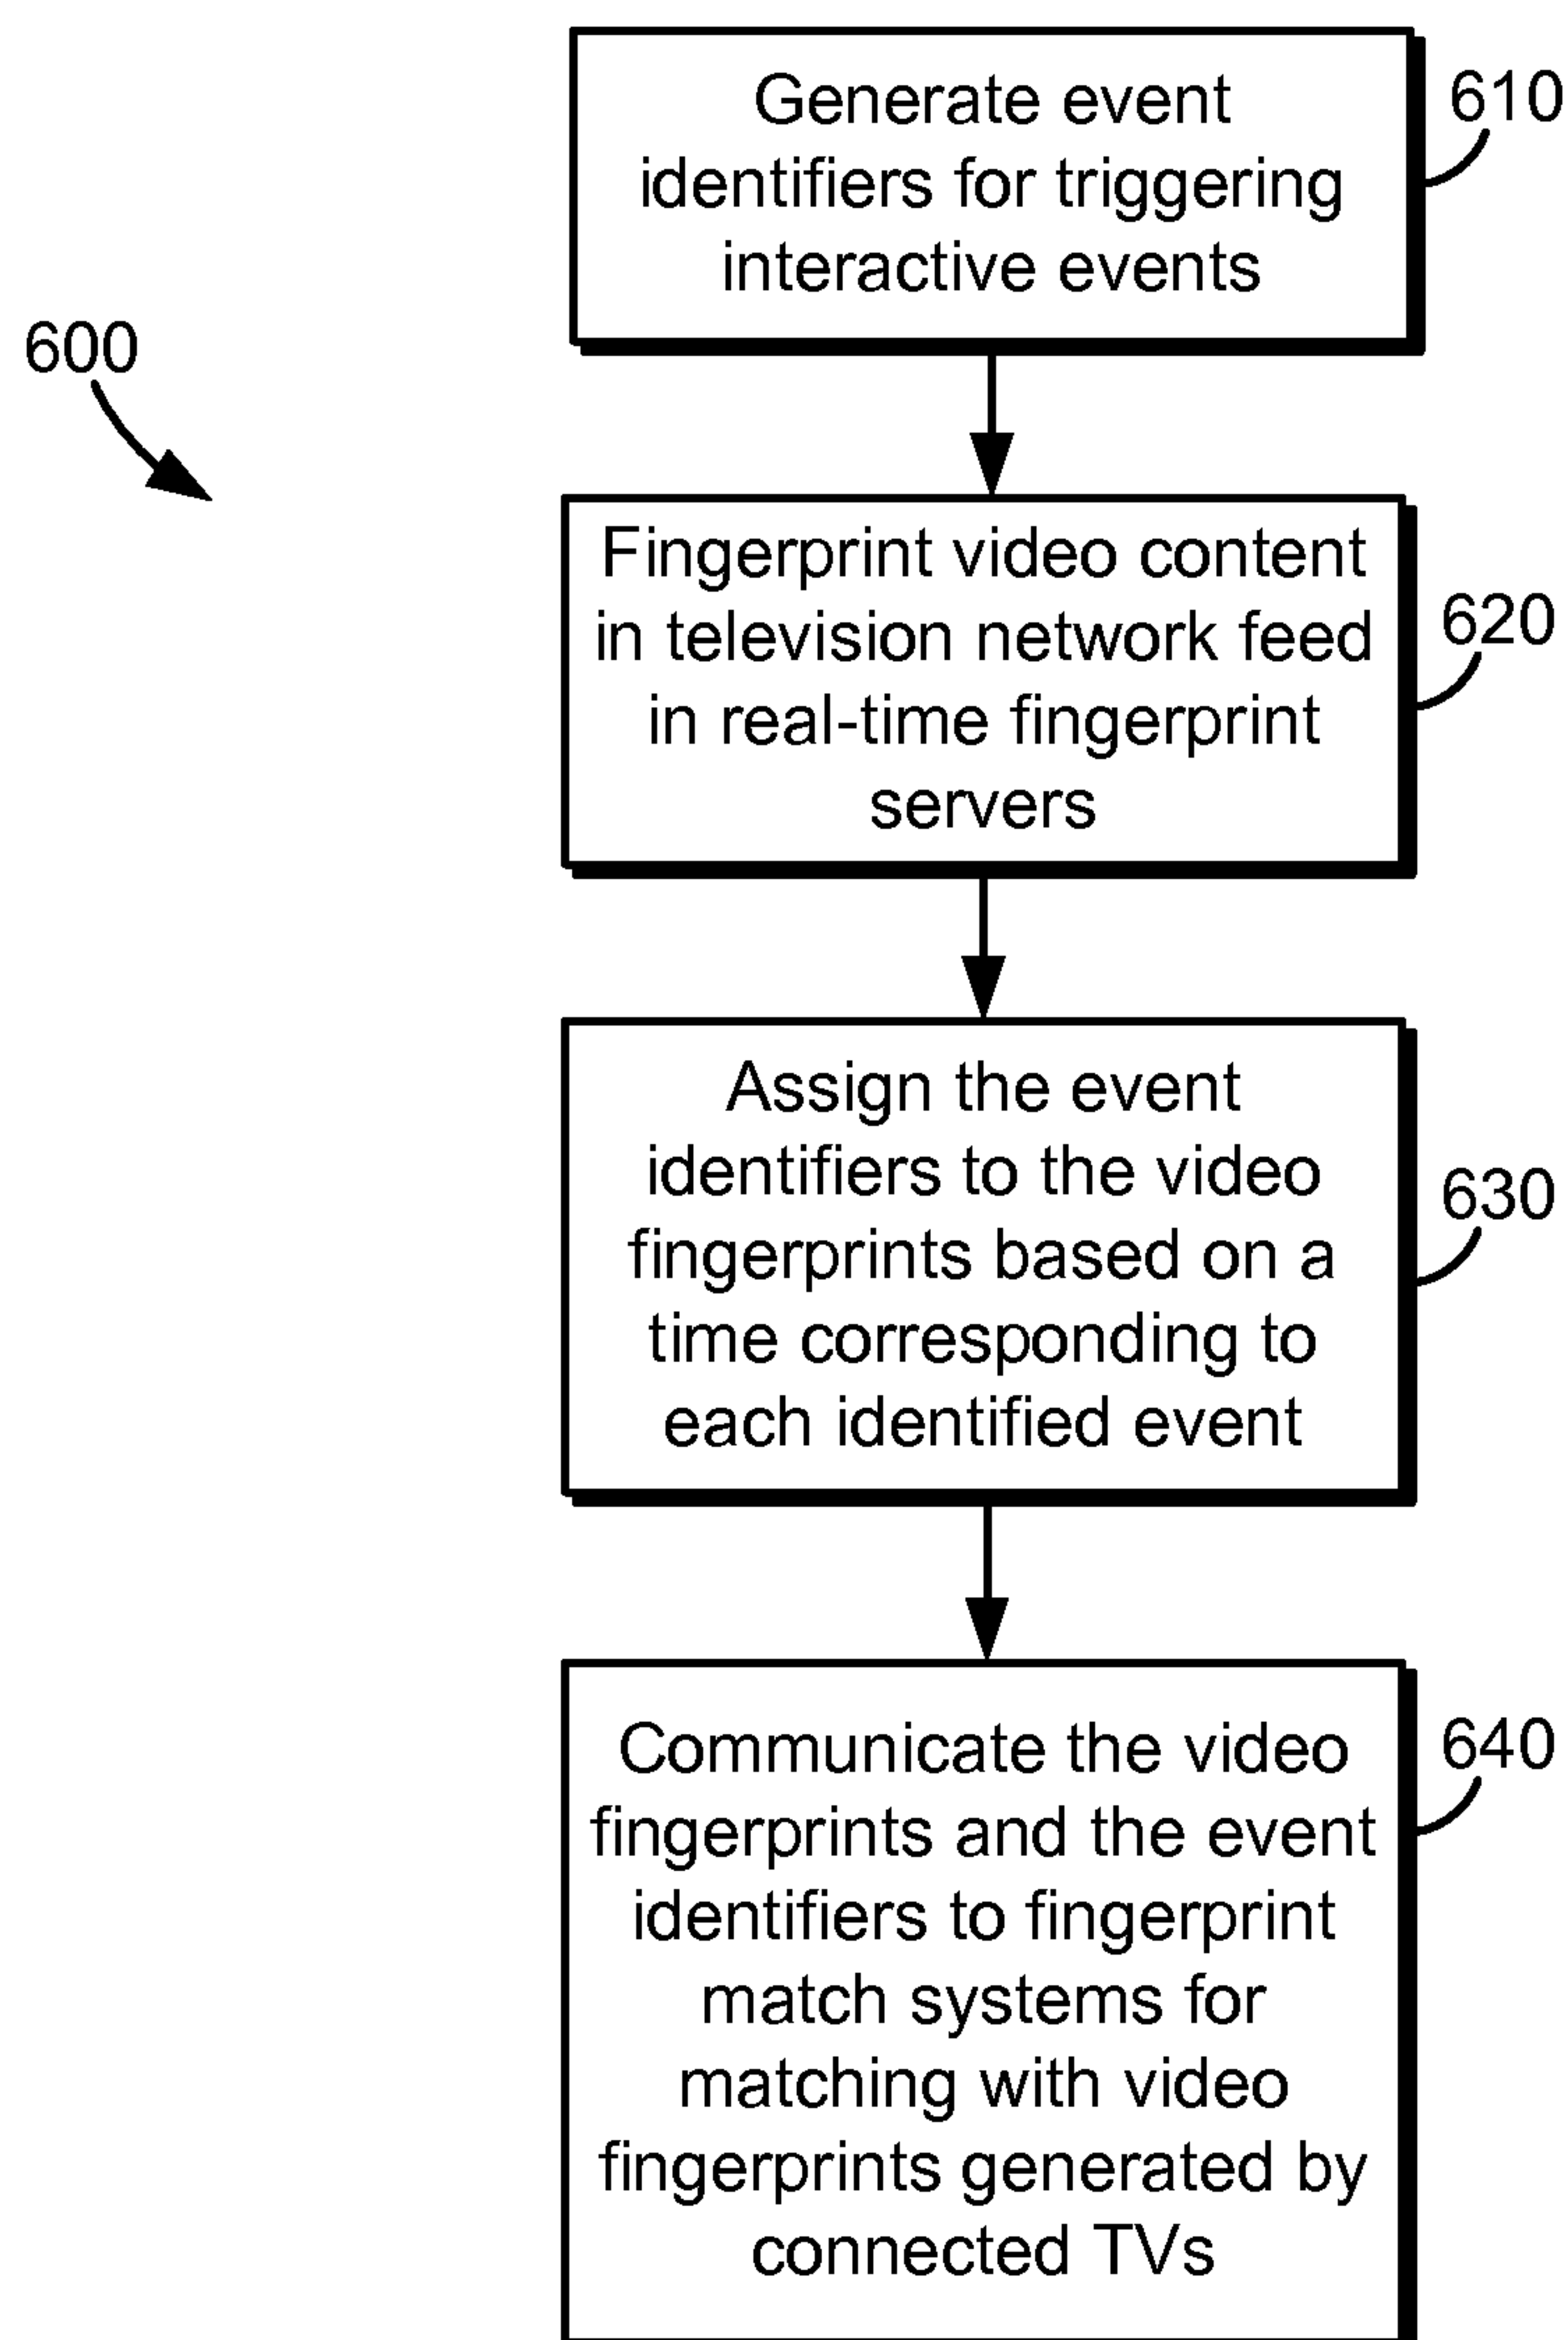 Generate event
identifiers for triggering
interactive events
610
600
Fingerprint video content
in television network feed
in real-time fingerprint
servers
620
Assign the event
identifiers to the video
fingerprints based on a
time corresponding to
each identified event
630
Communicate the video
fingerprints and the event
identifiers to fingerprint
match systems for
matching with video
fingerprints generated by
connected TVs
640